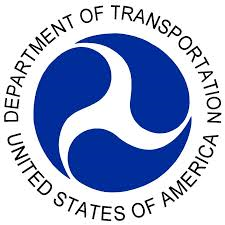 DEPARTMENT OF TRANSPORTATION
UNITED STATES OF AMERICA